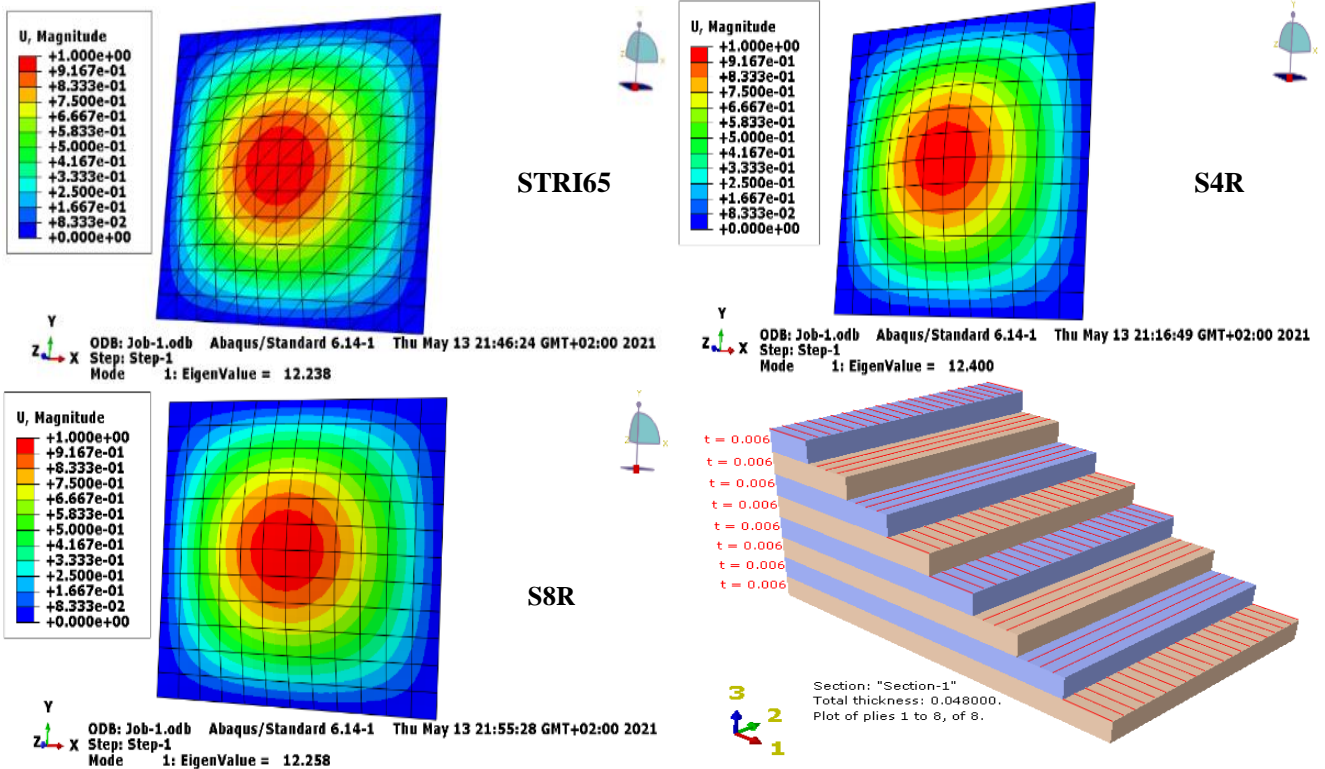 U, Magnitude
+1.000e+00
+9.167e-01
+8.333e-01
+7.500e-01
+6.667e-01
+5.833e-01
+5.000e-01
+4.167e-01
+3.333e-01
+2.500e-01
+1.667e-01
+8.333e-02
+0.000e+00
Y
Z X
STRI65
Y
Z X
ODB: Job-1.odb Abaqus/Standard 6.14-1 Thu May 13 21:46:24 GMT+02:00 2021
Step: Step-1
Mode 1: EigenValue = 12.238
U, Magnitude
+1.000e+00
+9.167e-01
+8.333e-01
+7.500e-01
+6.667e-01
+5.833e-01
+5.000e-01
+4.167e-01
+3.333e-01
+2.500e-01
+1.667e-01
+8.333e-02
+0.000e+00
Y
Z X
S4R
Y
Z X
ODB: Job-1.odb Abaqus/Standard 6.14-1 Thu May 13 21:16:49 GMT+02:00 2021
Step: Step-1
Mode 1: EigenValue = 12.400
U, Magnitude
+1.000e+00
+9.167e-01
+8.333e-01
+7.500e-01
+6.667e-01
+5.833e-01
+5.000e-01
+4.167e-01
+3.333e-01
+2.500e-01
+1.667e-01
+8.333e-02
+0.000e+00
Y
Z X
S8R
Y
Z X
ODB: Job-1.odb Abaqus/Standard 6.14-1 Thu May 13 21:55:28 GMT+02:00 2021
Step: Step-1
Mode 1: EigenValue = 12.258
t = 0.006
t = 0.006
t = 0.006
t = 0.006
t = 0.006
t = 0.006
t = 0.006
t = 0.006
3
2
1
Section: "Section-1"
Total thickness: 0.048000.
Plot of plies 1 to 8, of 8.